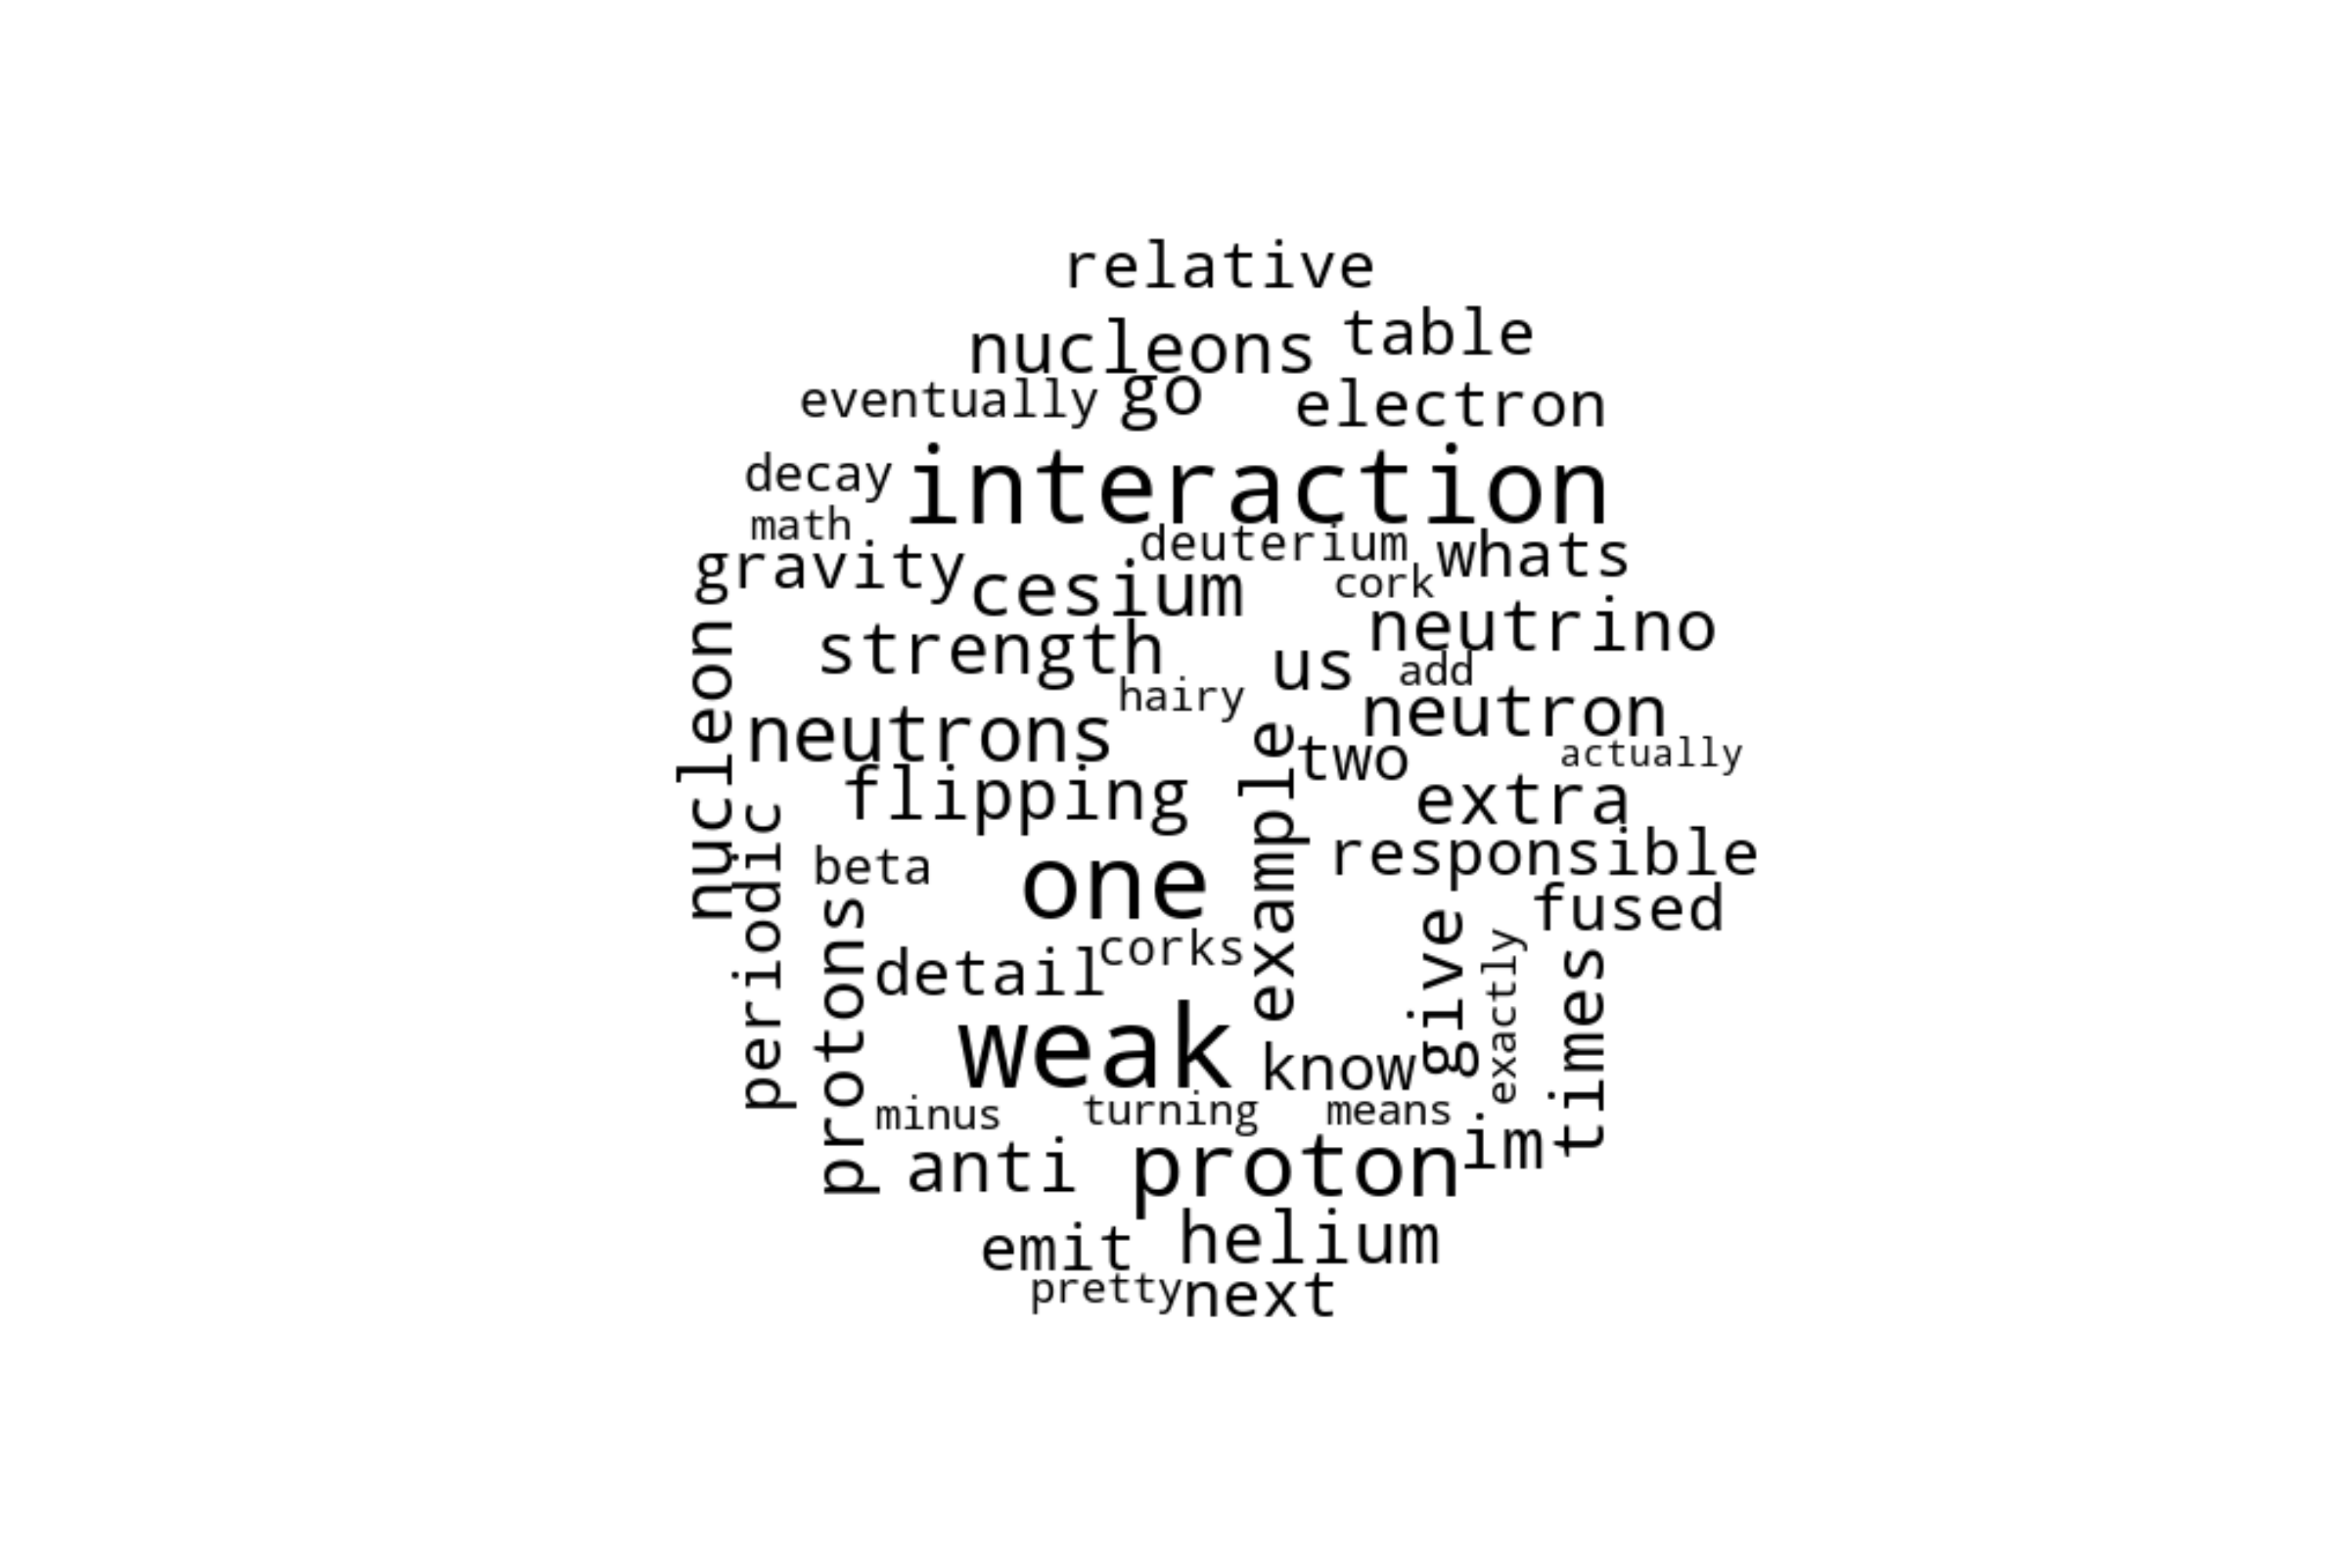 relative
nucleons table
eventually go electron
decay interaction
math deuterium whats
gravity cesium cork
neutrino
strength us add
nucleon hairy
neutrons neutron
two actually
flipping example extra
periodic beta one responsible
protons fused
detail corks give exactly times
weak know
minus turning means
anti proton im
emit helium
pretty next